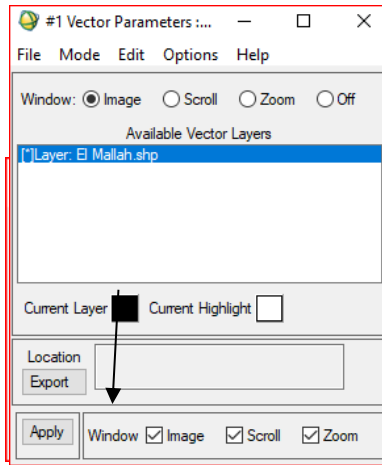 #1 Vector Parameters :...
File Mode Edit Options Help
Window: Image Scroll Zoom Off
Available Vector Layers
[*]Layer: El Mallah.shp
Current Layer Current Highlight
Location
Export
Apply Window Image Scroll Zoom